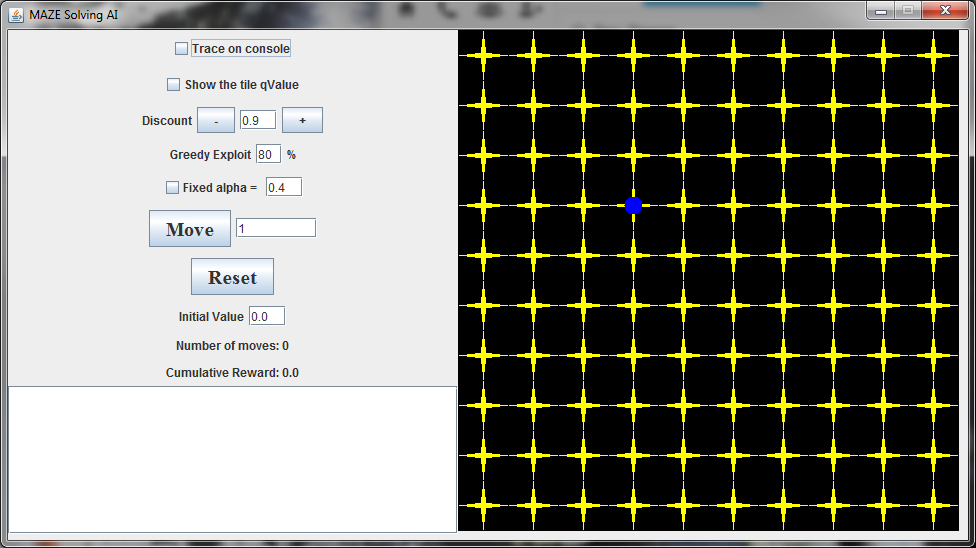 MAZE Solving AI
Trace on console
Show the tile qValue
Discount - 0.9 +
Greedy Exploit 80 %
Fixed alpha = 0.4
Move 1
Reset
Initial Value 0.0
Number of moves: 0
Cumulative Reward: 0.0